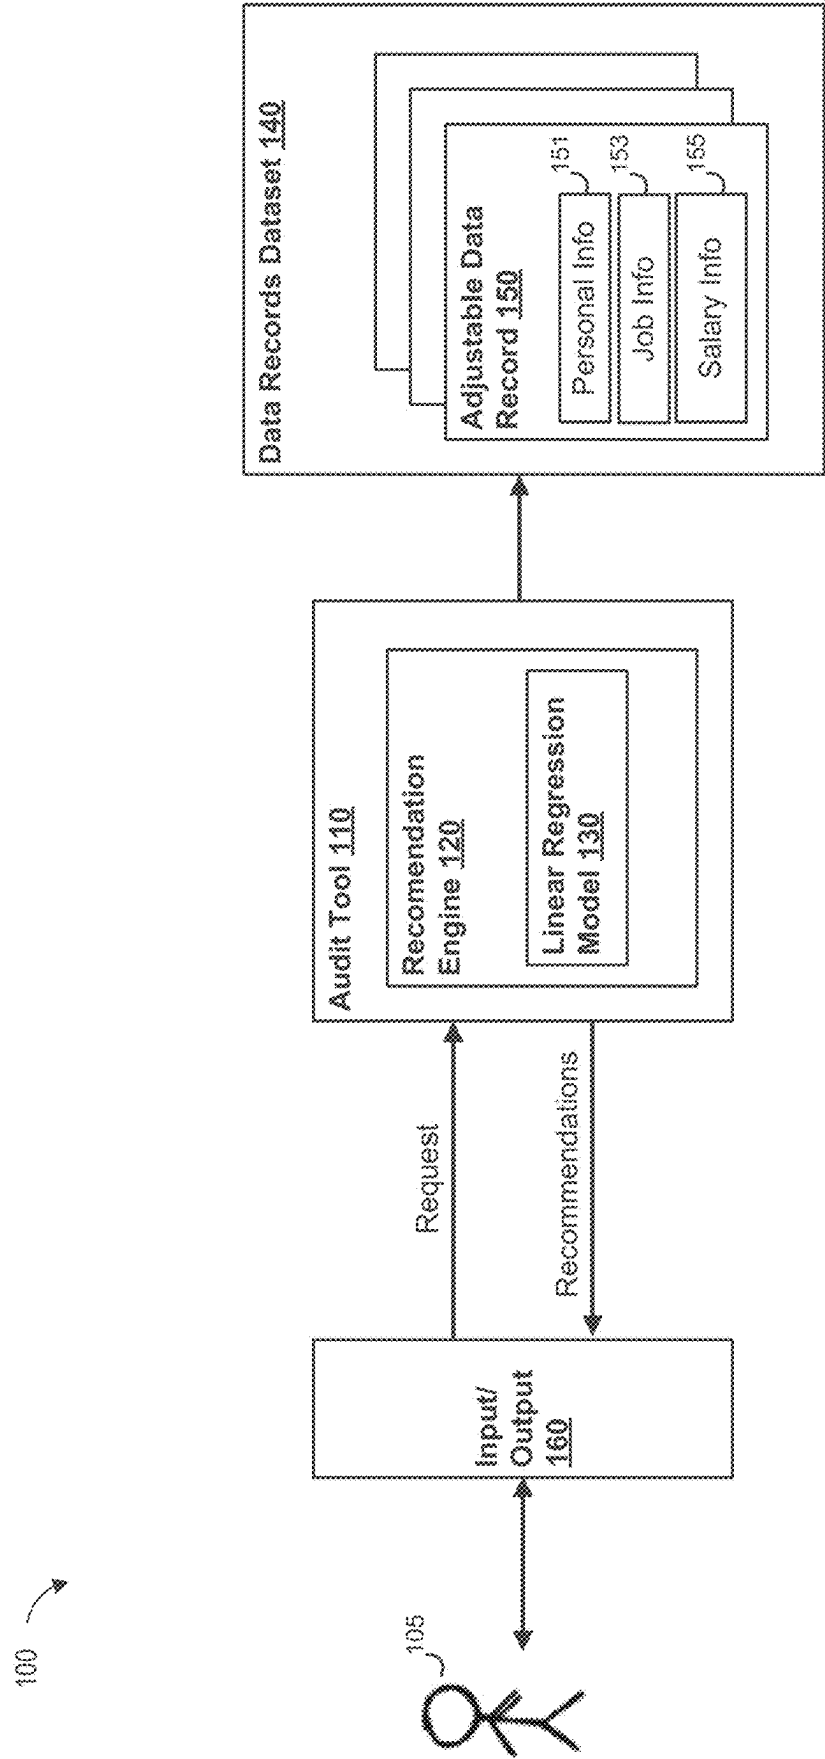 100
105
Input/
Output
160
Request
Recommendations
Audit Tool 110
Recomendation
Engine 120
Linear Regression
Model 130
Data Records Dataset 140
Adjustable Data
Record 150
Personal Info
151
Job Info
153
Salary Info
155